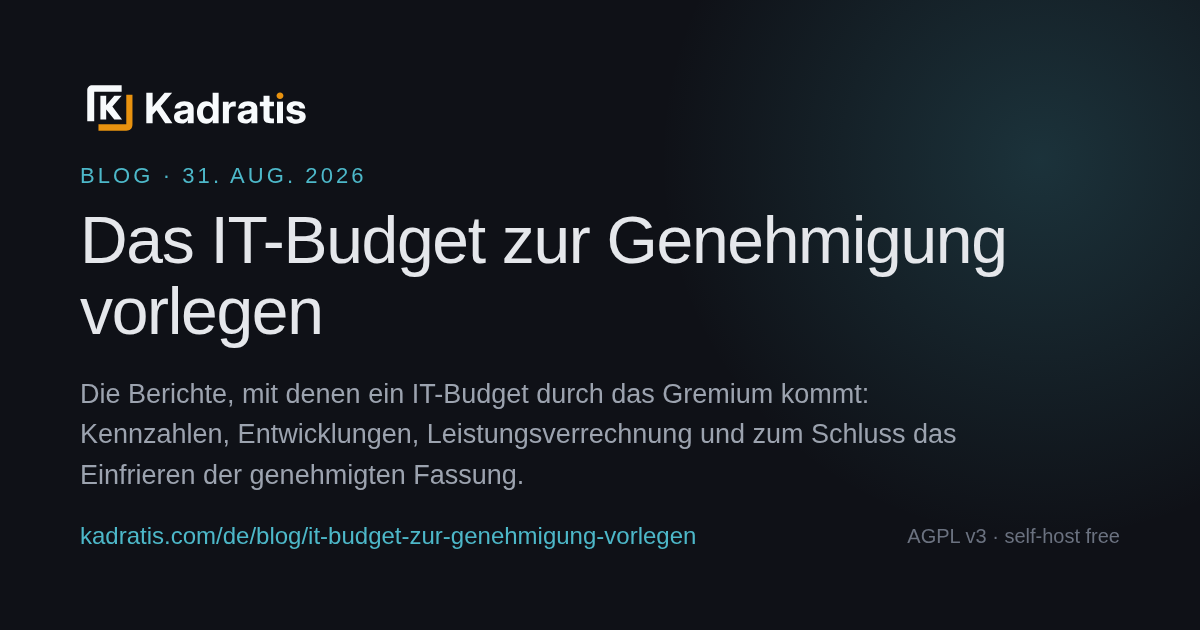 K Kadratis
BLOG · 31. AUG. 2026
Das IT-Budget zur Genehmigung
vorlegen
Die Berichte, mit denen ein IT-Budget durch das Gremium kommt:
Kennzahlen, Entwicklungen, Leistungsverrechnung und zum Schluss das
Einfrieren der genehmigten Fassung.
kadratis.com/de/blog/it-budget-zur-genehmigung-vorlegen
AGPL v3 · self-host free